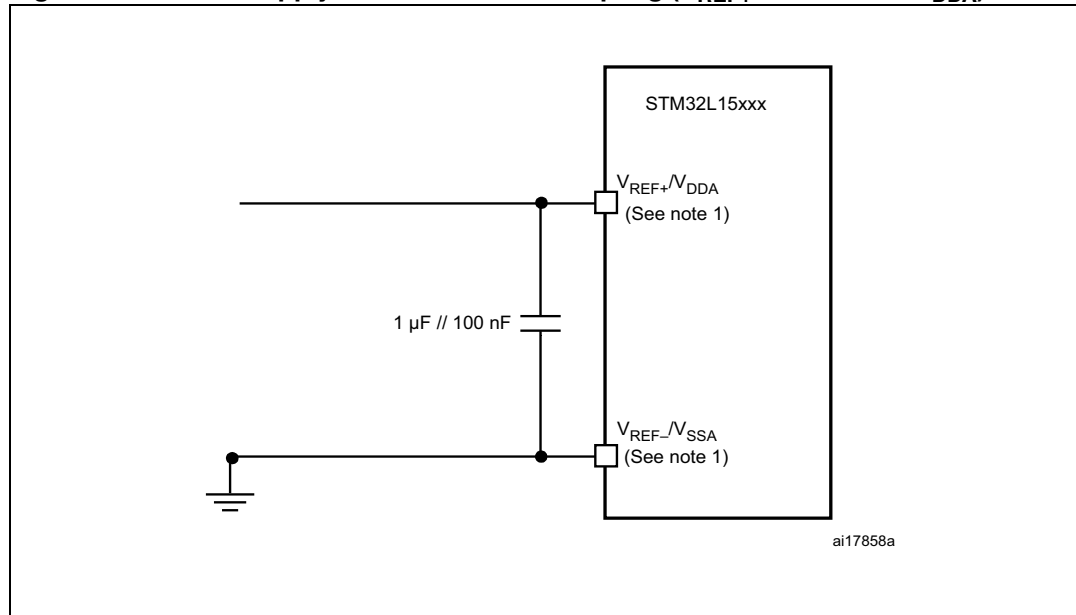 STM32L15xxx
VREF+/VDDA
(See note 1)
1 µF // 100 nF
VREF–/VSSA
(See note 1)
ai17858a